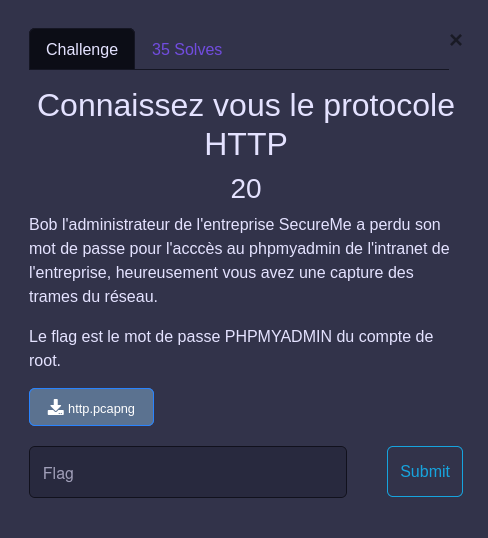 Challenge
35 Solves
×
Connaissez vous le protocole
HTTP
20
Bob l'administrateur de l'entreprise SecureMe a perdu son
mot de passe pour l'acccès au phpmyadmin de l'intranet de
l'entreprise, heureusement vous avez une capture des
trames du réseau.
Le flag est le mot de passe PHPMYADMIN du compte de
root.
http.pcapng
Flag
Submit